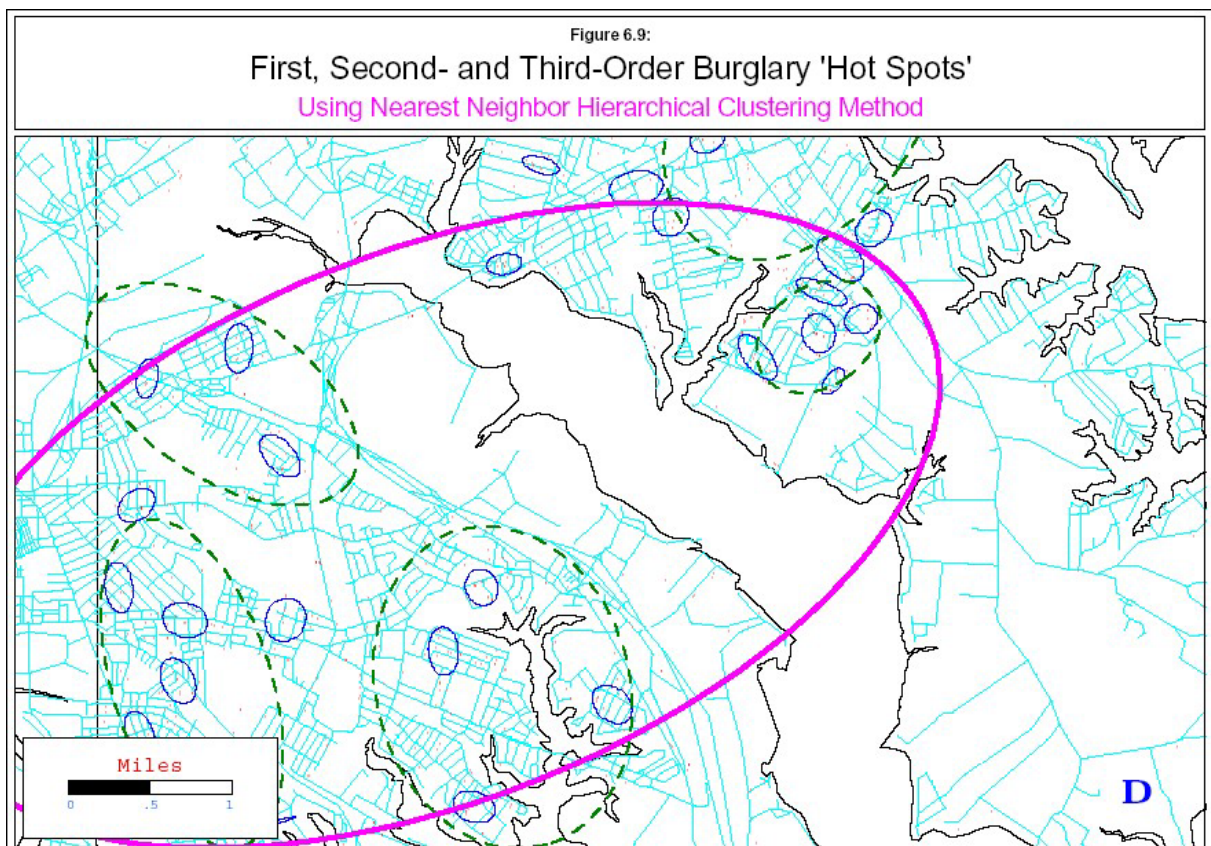 Figure 6.9:
First, Second- and Third-Order Burglary 'Hot Spots'
Using Nearest Neighbor Hierarchical Clustering Method
Miles
0 .5 1
D